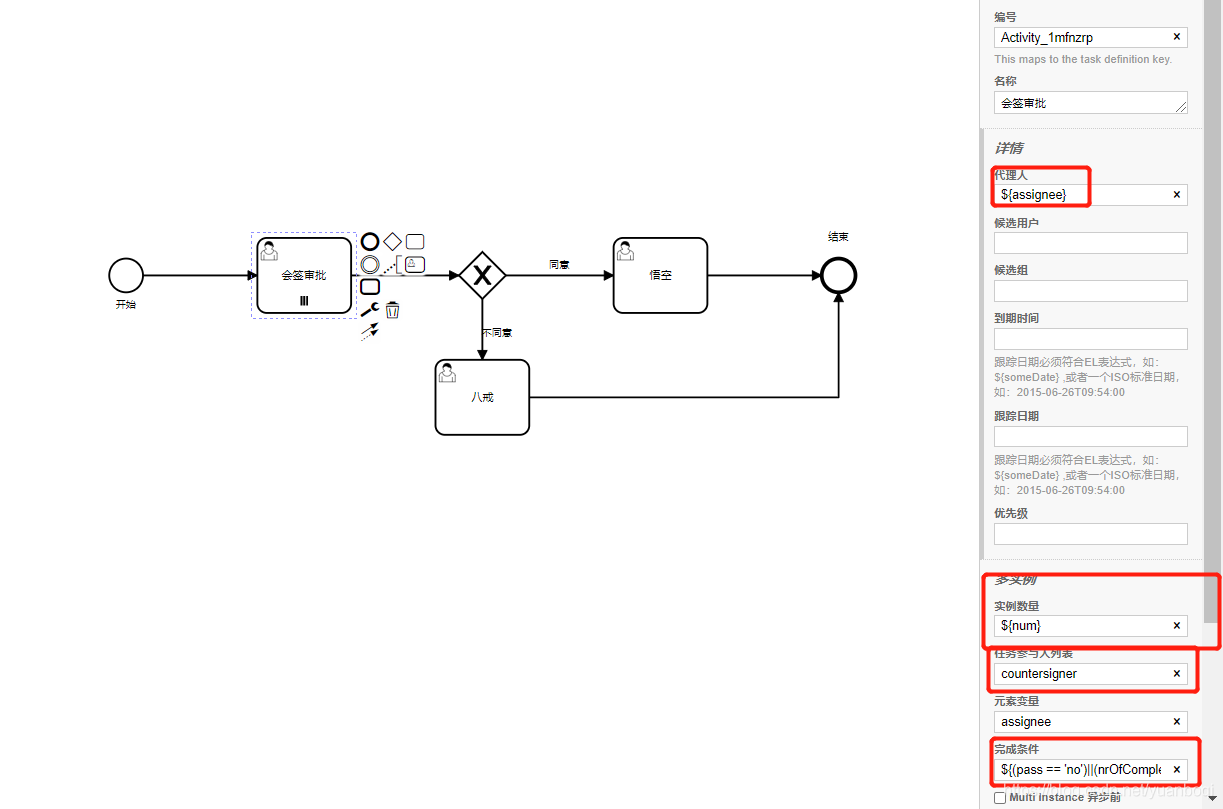 编号
Activity_1mfnzrp
×
This maps to the task definition key.
名称
会签审批
详情
代理人
${assignee}
×
候选用户
候选组
到期时间
跟踪日期必须符合EL表达式，如：
${someDate} ,或者一个ISO标准日期，
如：2015-06-26T09:54:00
跟踪日期
跟踪日期必须符合EL表达式，如：
${someDate} ,或者一个ISO标准日期，
如：2015-06-26T09:54:00
优先级
多实例
实例数量
${num}
×
任务参与人列表
countersigner
×
元素变量
assignee
×
完成条件
${(pass == 'no')||(nrOfComple
×
Multi Instance 异步前
开始
会签审批
X
同意
不同意
悟空
八戒
结束